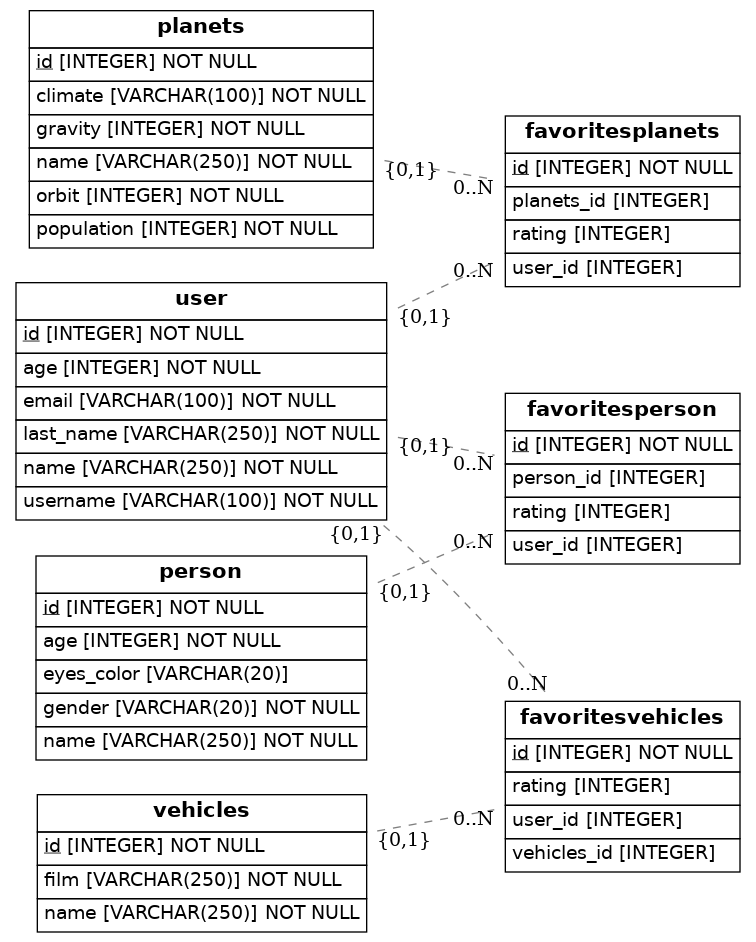 planets
id [INTEGER] NOT NULL
climate [VARCHAR(100)] NOT NULL
gravity [INTEGER] NOT NULL
name [VARCHAR(250)] NOT NULL
orbit [INTEGER] NOT NULL
population [INTEGER] NOT NULL
{0,1}
0..N
favoritesplanets
id [INTEGER] NOT NULL
planets_id [INTEGER]
rating [INTEGER]
user_id [INTEGER]
0..N
{0,1}
user
id [INTEGER] NOT NULL
age [INTEGER] NOT NULL
email [VARCHAR(100)] NOT NULL
last_name [VARCHAR(250)] NOT NULL
name [VARCHAR(250)] NOT NULL
username [VARCHAR(100)] NOT NULL
{0,1}
0..N
{0,1}
favoritesperson
id [INTEGER] NOT NULL
person_id [INTEGER]
rating [INTEGER]
user_id [INTEGER]
0..N
{0,1}
person
id [INTEGER] NOT NULL
age [INTEGER] NOT NULL
eyes_color [VARCHAR(20)]
gender [VARCHAR(20)] NOT NULL
name [VARCHAR(250)] NOT NULL
0..N
favoritesvehicles
id [INTEGER] NOT NULL
rating [INTEGER]
user_id [INTEGER]
vehicles_id [INTEGER]
0..N
{0,1}
vehicles
id [INTEGER] NOT NULL
film [VARCHAR(250)] NOT NULL
name [VARCHAR(250)] NOT NULL